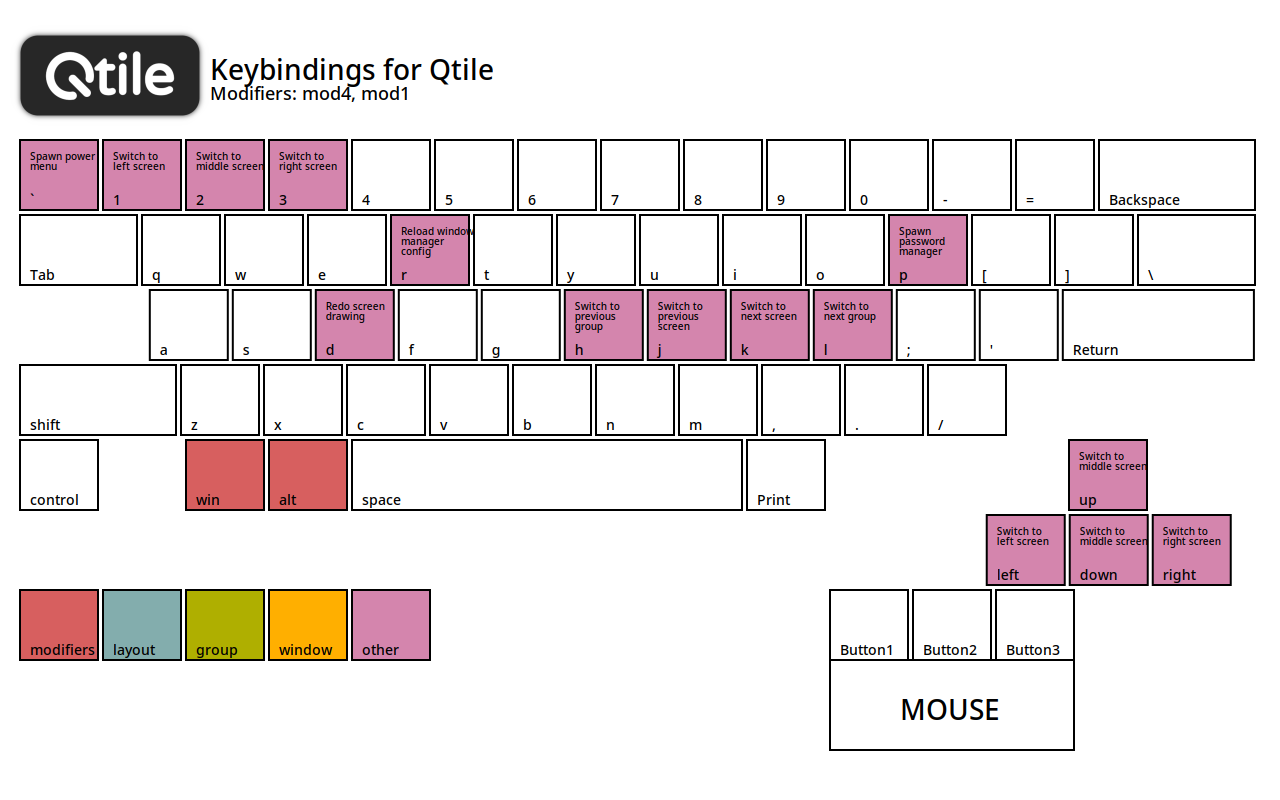 Qtile
Keybindings for Qtile
Modifiers: mod4, mod1
Spawn power
menu
`
Switch to
left screen
1
Switch to
middle screen
2
Switch to
right screen
3
4
5
6
7
8
9
0
-
=
Backspace
Tab
q
w
e
Reload window
manager
config
r
t
y
u
i
o
Spawn
password
manager
p
[
]
\
a
s
Redo screen
drawing
d
f
g
Switch to
previous
group
h
Switch to
previous
screen
j
Switch to
next screen
k
Switch to
next group
l
;
'
Return
shift
z
x
c
v
b
n
m
,
.
/
control
win
alt
space
Print
Switch to
middle screen
up
Switch to
left screen
left
Switch to
middle screen
down
Switch to
right screen
right
modifiers
layout
group
window
other
Button1
Button2
Button3
MOUSE